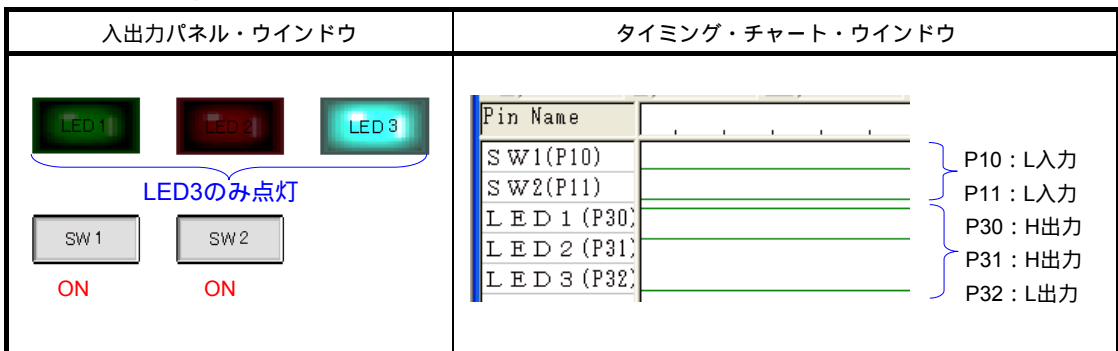 入出力パネル・ウインドウ
タイミング・チャート・ウインドウ
LED1
LED2
LED3
LED3のみ点灯
SW1
SW2
ON
ON
Pin Name
SW1(P10)
SW2(P11)
LED1(P30)
LED2(P31)
LED3(P32)
P10：L入力
P11：L入力
P30：H出力
P31：H出力
P32：L出力